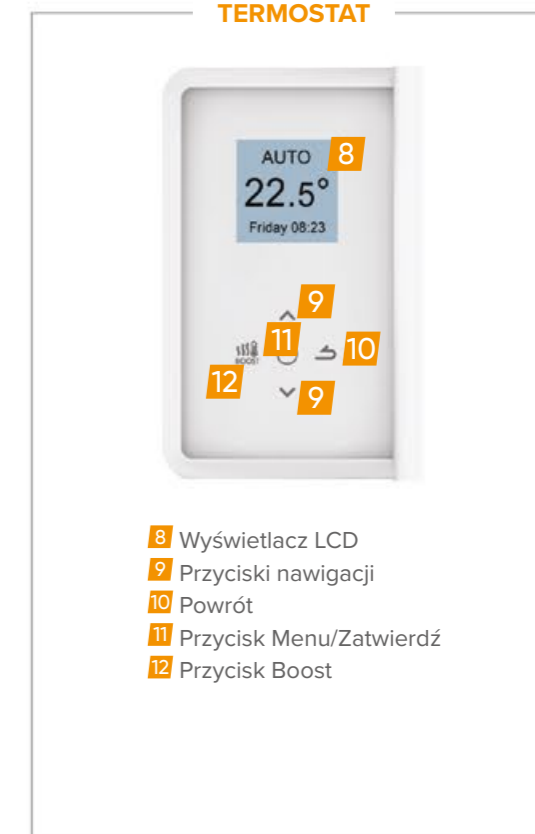 TERMOSTAT
AUTO 8
22.5°
Friday 08:23
9
11
10
BOOST
12
9
8 Wyświetlacz LCD
9 Przyciski nawigacji
10 Powrót
11 Przycisk Menu/Zatwierdź
12 Przycisk Boost